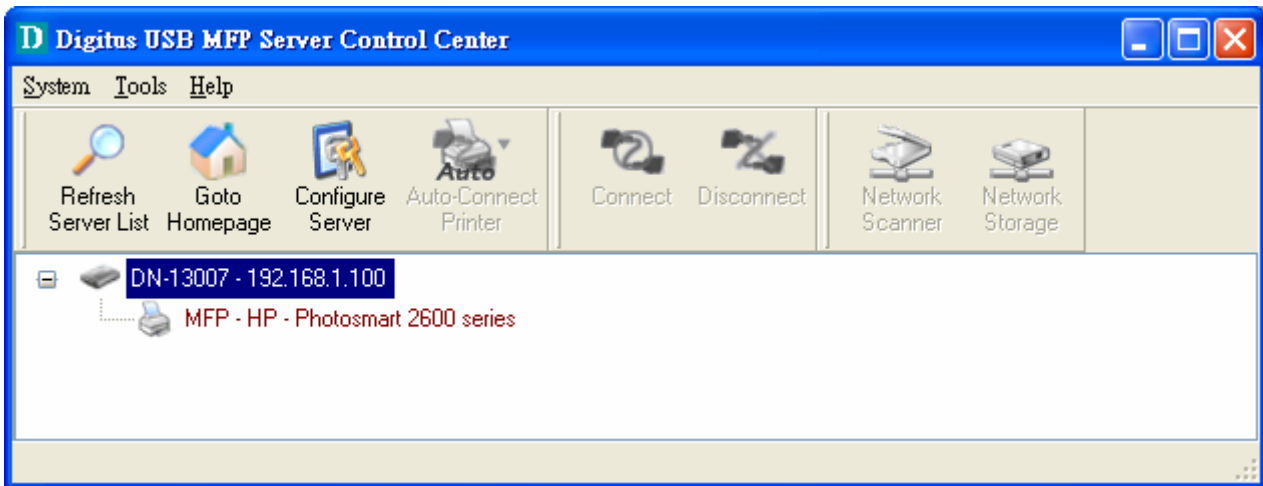 D Digitus USB MFP Server Control Center
System Tools Help
Auto
Refresh Server List
Goto Homepage
Configure Server
Auto-Connect Printer
Connect
Disconnect
Network Scanner
Network Storage
DN-13007 - 192.168.1.100
MFP - HP - Photosmart 2600 series